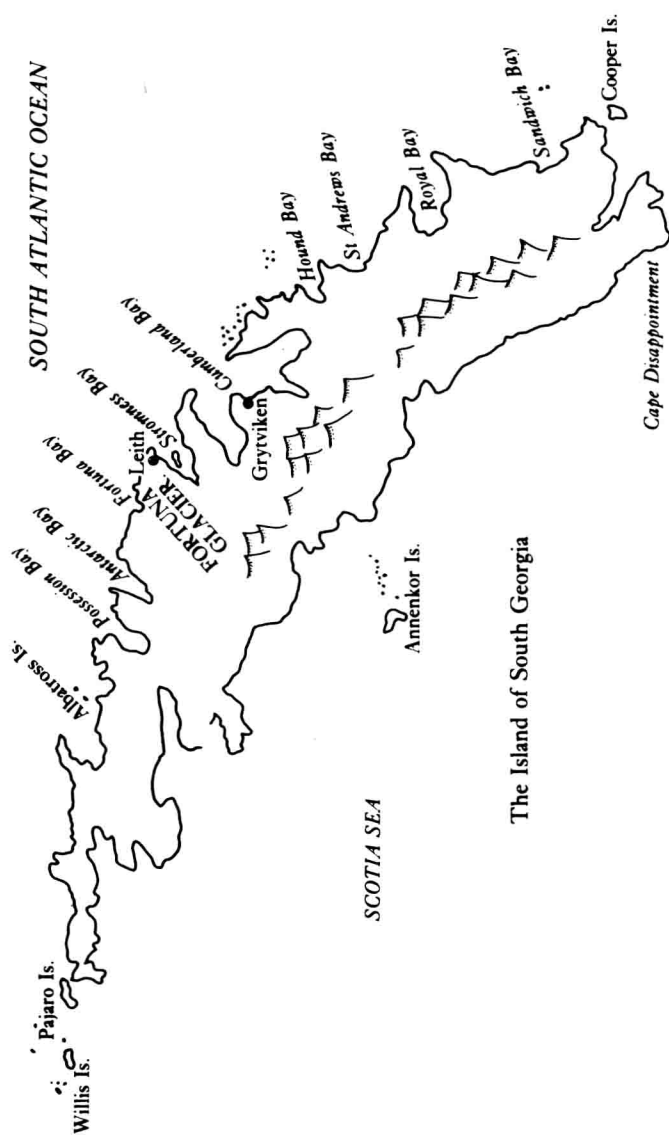 SOUTH ATLANTIC OCEAN
Willis Is.
Pajaro Is.
Albatross Is.
Possession Bay
Antarctic Bay
Fortuna Bay
Leith
Stromness Bay
FORTUNA
GLACIER
Cumberland Bay
Grytviken
Hound Bay
St Andrews Bay
Royal Bay
Sandwich Bay
Cooper Is.
Annenkor Is.
SCOTIA SEA
The Island of South Georgia
Cape Disappointment